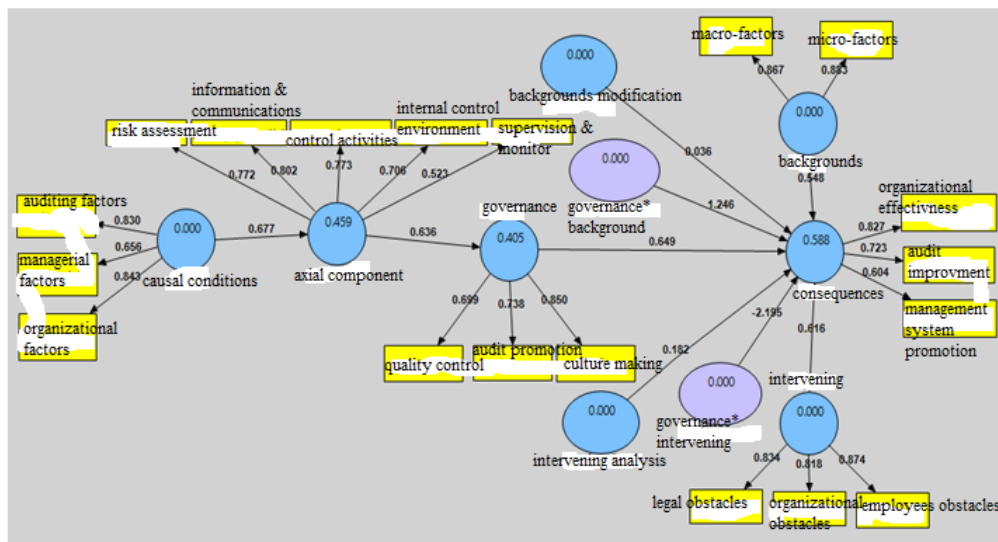 macro-factors
micro-factors
0.867
0.883
0.000
backgrounds modification
0.000
backgrounds
0.548
0.036
information &
communications
risk assessment
control activities
internal control
environment
supervision &
monitor
0.772
0.802
0.773
0.706
0.523
0.000
governance*
background
1.246
auditing factors
managerial
factors
organizational
factors
0.830
0.656
0.843
0.000
causal conditions
0.677
0.459
axial component
0.636
governance
0.405
0.649
0.699
0.738
0.850
quality control
audit promotion
culture making
0.588
consequences
organizational
effectivness
0.827
0.723
0.604
audit
improvment
management
system
promotion
0.182
-2.195
0.616
0.000
intervening analysis
0.000
governance*
intervening
intervening
0.000
0.834
0.818
0.874
legal obstacles
organizational
obstacles
employees obstacles